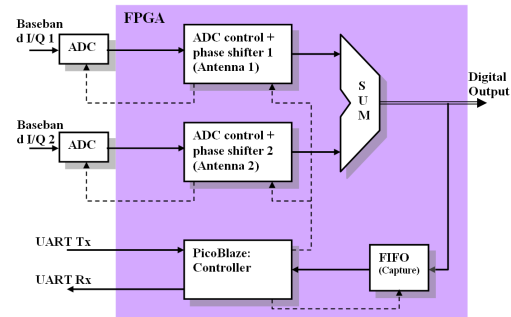 FPGA
Baseban
d I/Q 1
ADC
ADC control +
phase shifter 1
(Antenna 1)
S
U
M
Digital
Output
Baseban
d I/Q 2
ADC
ADC control +
phase shifter 2
(Antenna 2)
UART Tx
UART Rx
PicoBlaze:
Controller
FIFO
(Capture)